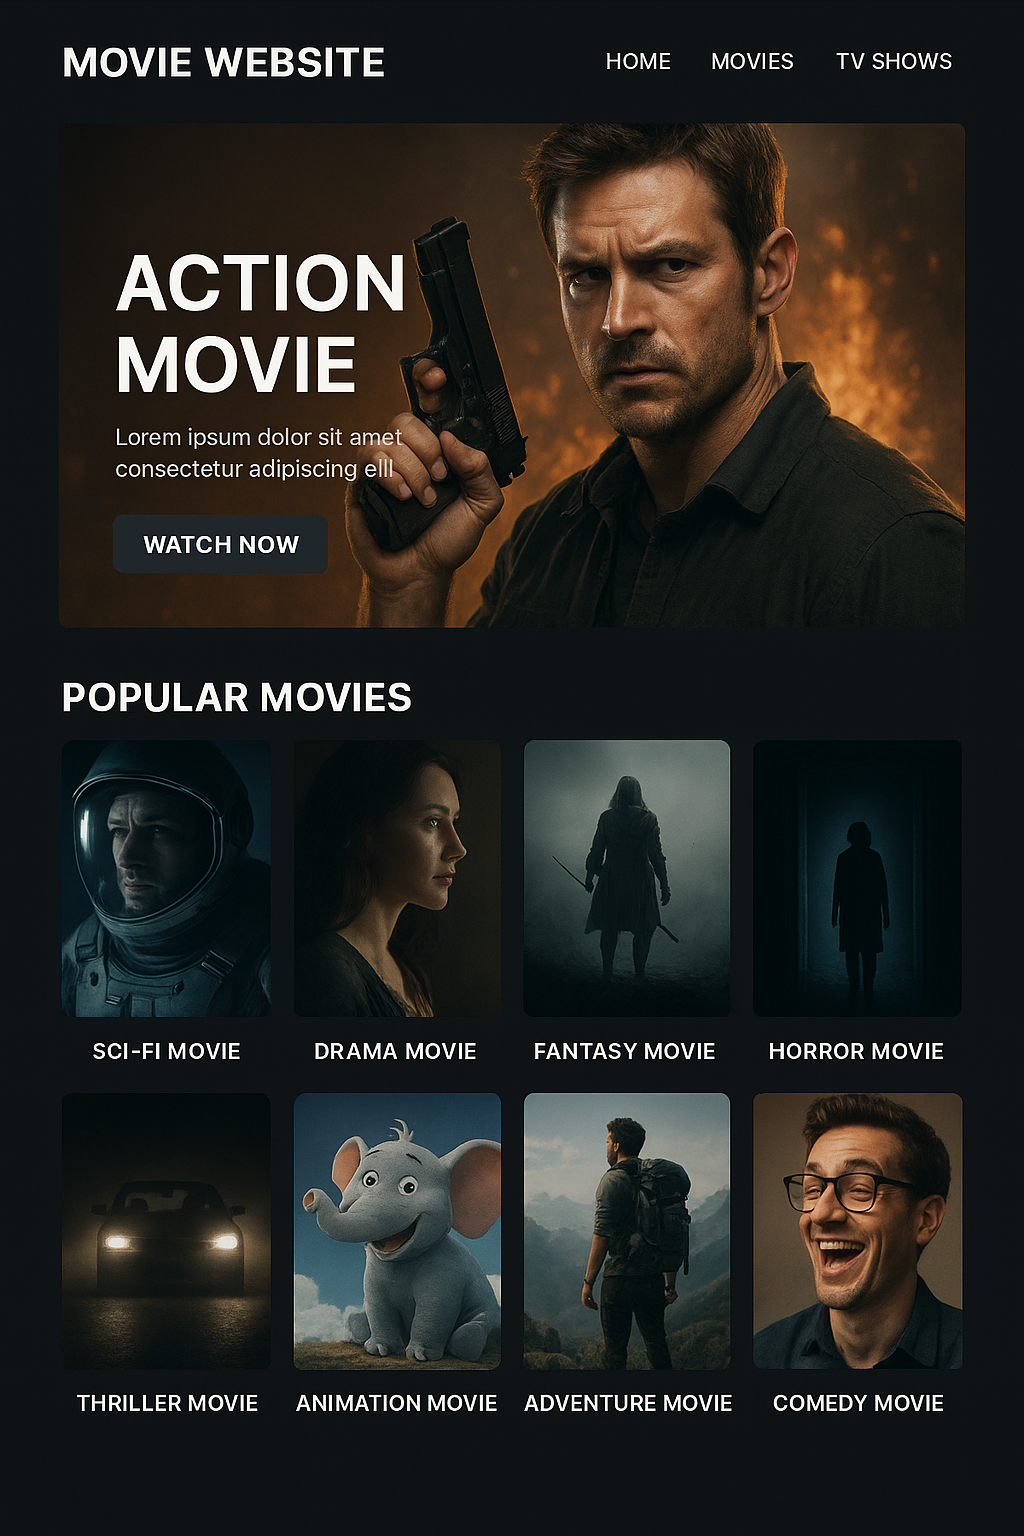 MOVIE WEBSITE
HOME MOVIES TV SHOWS
ACTION
MOVIE
Lorem ipsum dolor sit amet
consectetur adipiscing elll
WATCH NOW
POPULAR MOVIES
SCI-FI MOVIE DRAMA MOVIE FANTASY MOVIE HORROR MOVIE
THRILLER MOVIE ANIMATION MOVIE ADVENTURE MOVIE COMEDY MOVIE